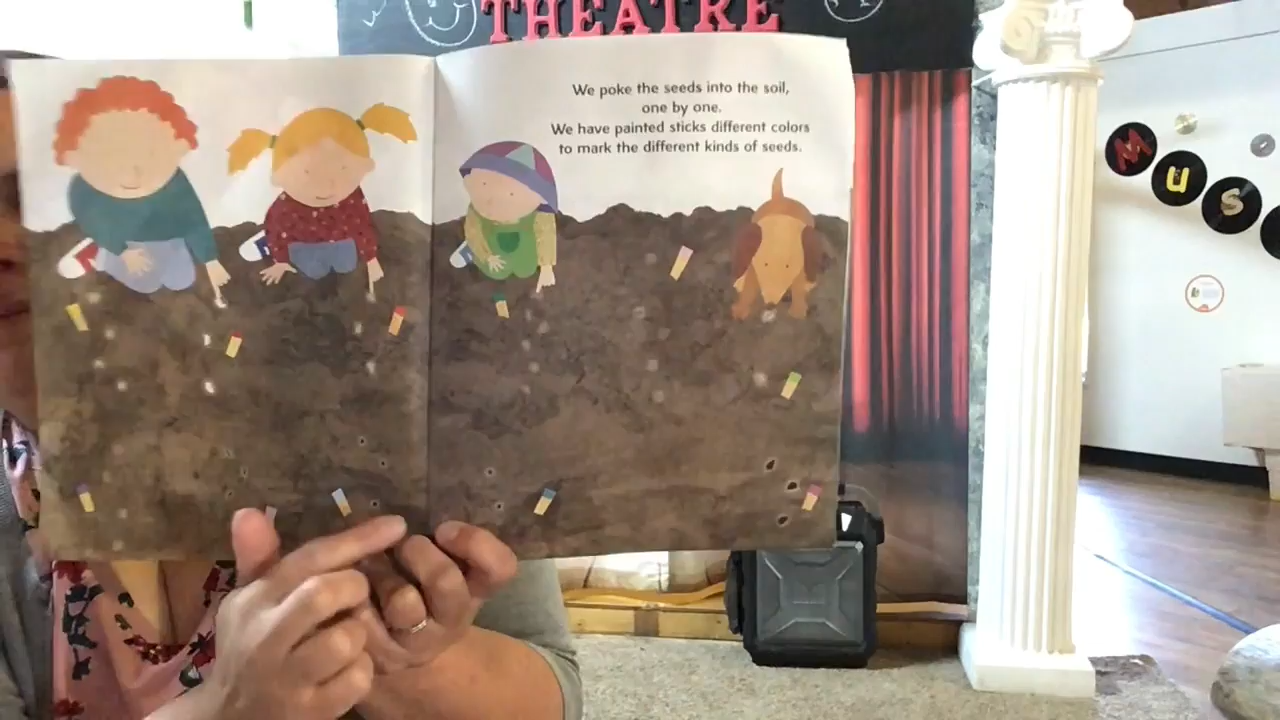 THEATRE
We poke the seeds into the soil,
one by one.
We have painted sticks different colors
to mark the different kinds of seeds.
MUS